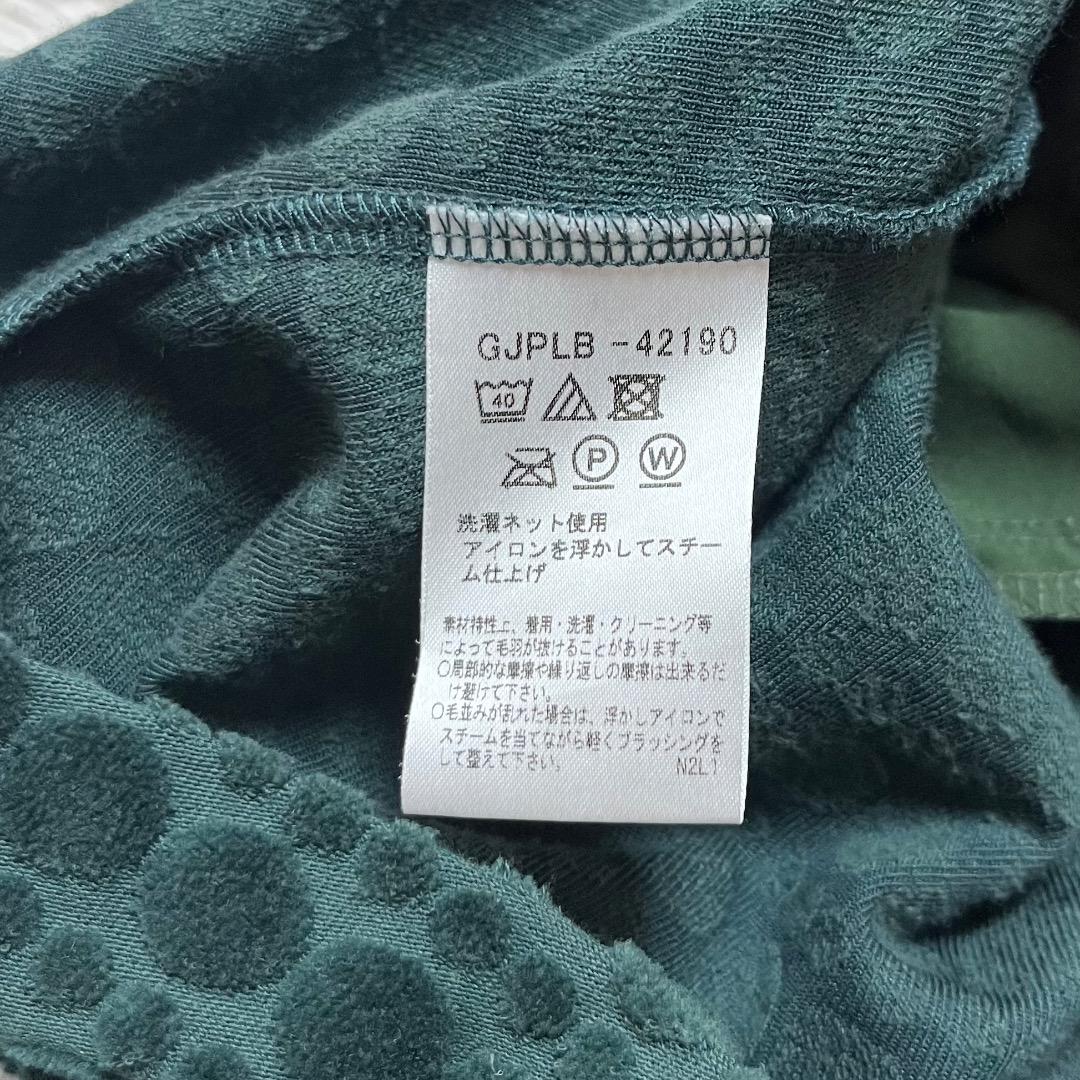 GJPLB -42190
40
P W
洗濯ネット使用
アイロンを浮かしてスチー
ム仕上げ
素材特性上、着用・洗濯・クリーニング等
によって毛羽が抜けることがあります。
○局部的な摩擦や繰り返しの摩擦は出来るだ
け避けて下さい。
○毛並みが乱れた場合は、浮かしアイロンで
スチームを当てながら軽くブラッシングを
して整えて下さい。 N2L1